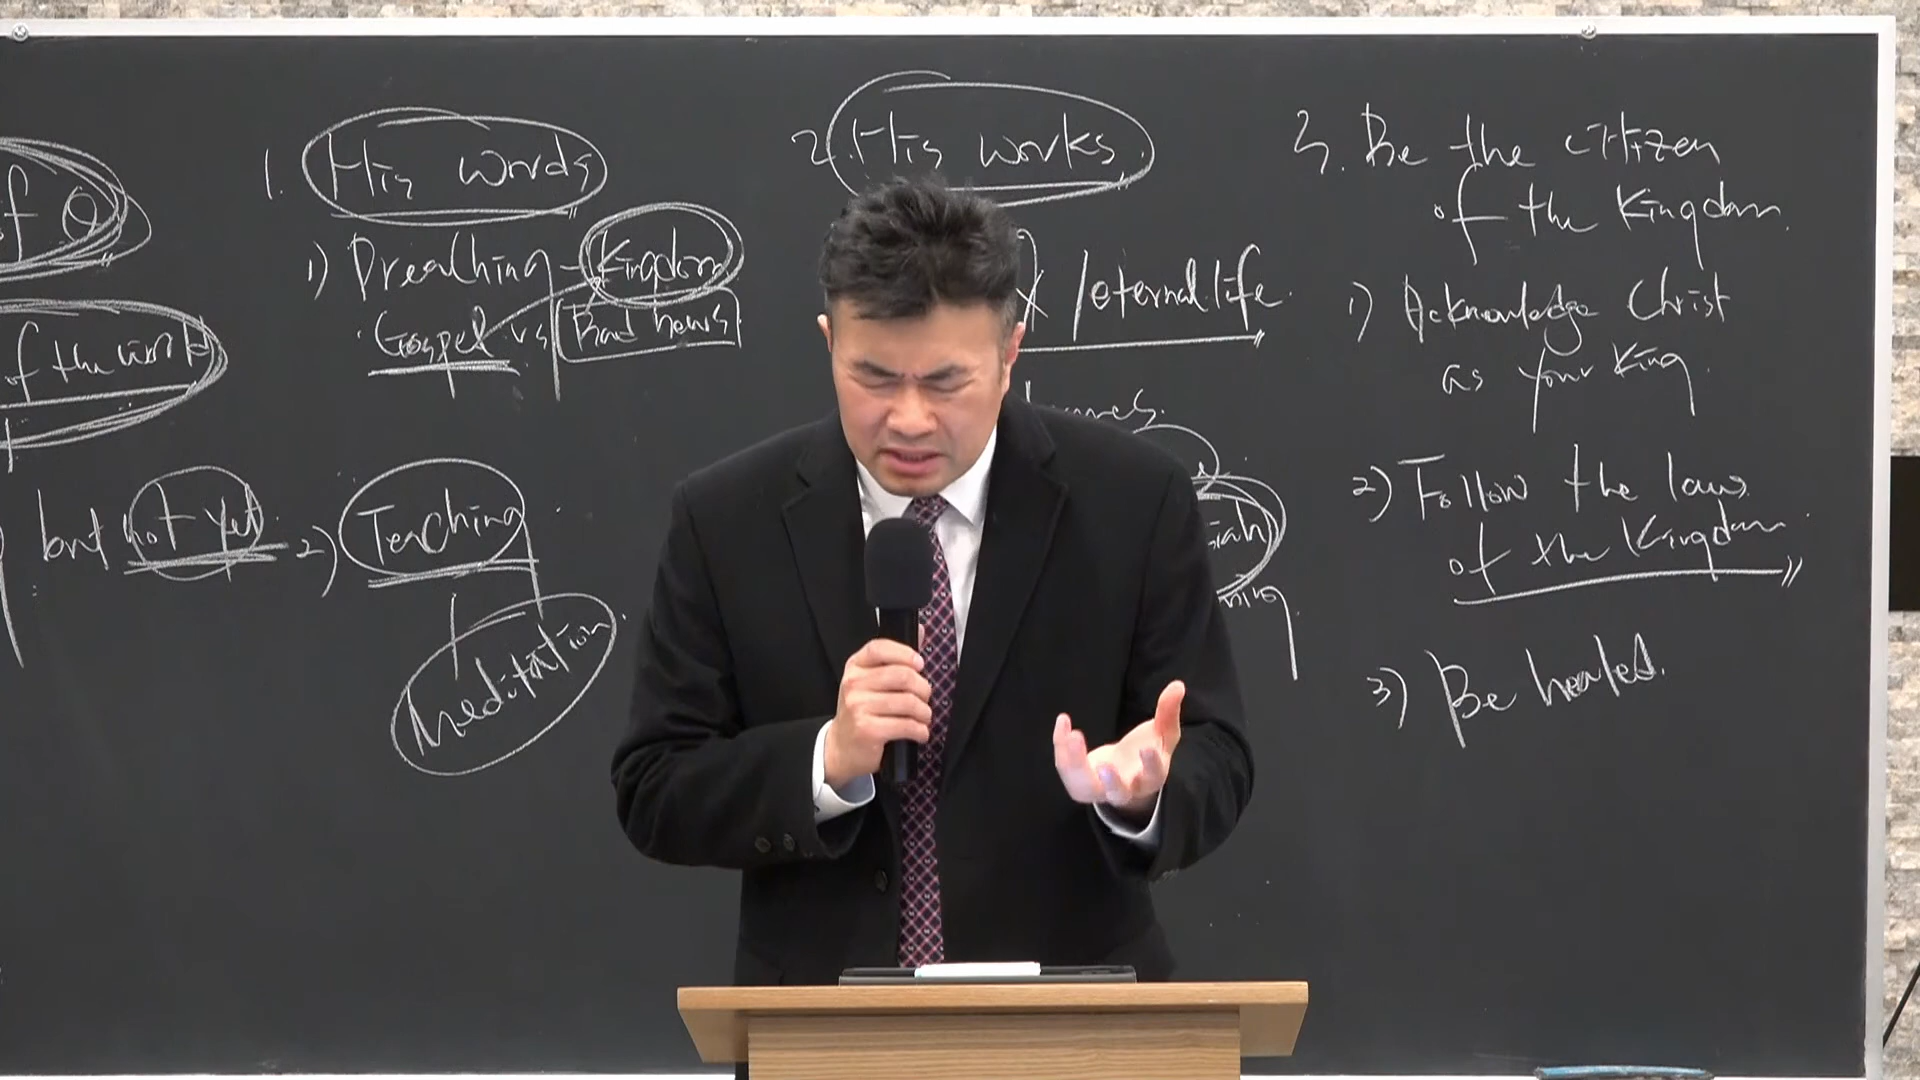 of
of the world
but not yet
1. His words
1) Preaching - Kingdom
Gospel vs Bad news
2) Teaching
Meditation
2. His works
/eternal life
3. Be the citizen
of the Kingdom
1) Acknowledge Christ
as your King
2) Follow the law
of the Kingdom
3) Be healed.